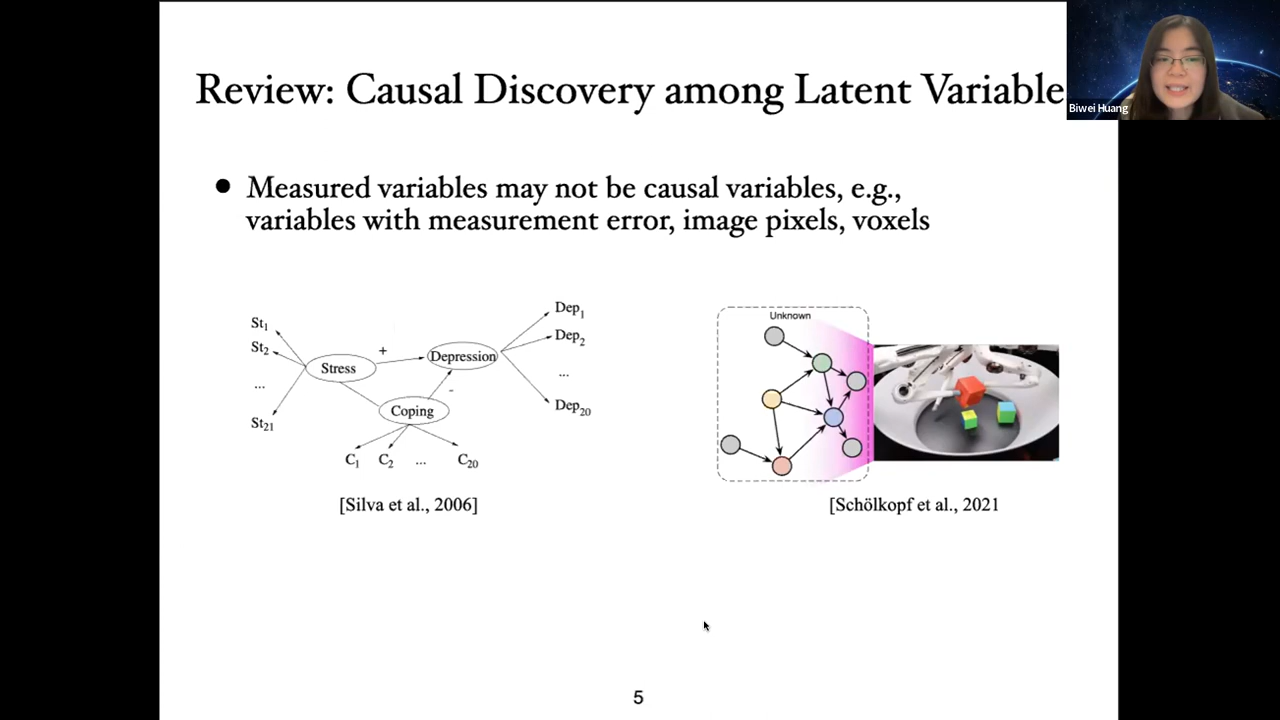 Review: Causal Discovery among Latent Variable
Biwei Huang
● Measured variables may not be causal variables, e.g.,
variables with measurement error, image pixels, voxels
St1
St2
...
St21
Stress
+
Depression
-
Coping
Dep1
Dep2
...
Dep20
C1 C2 ... C20
[Silva et al., 2006]
Unknown
[Schölkopf et al., 2021
5